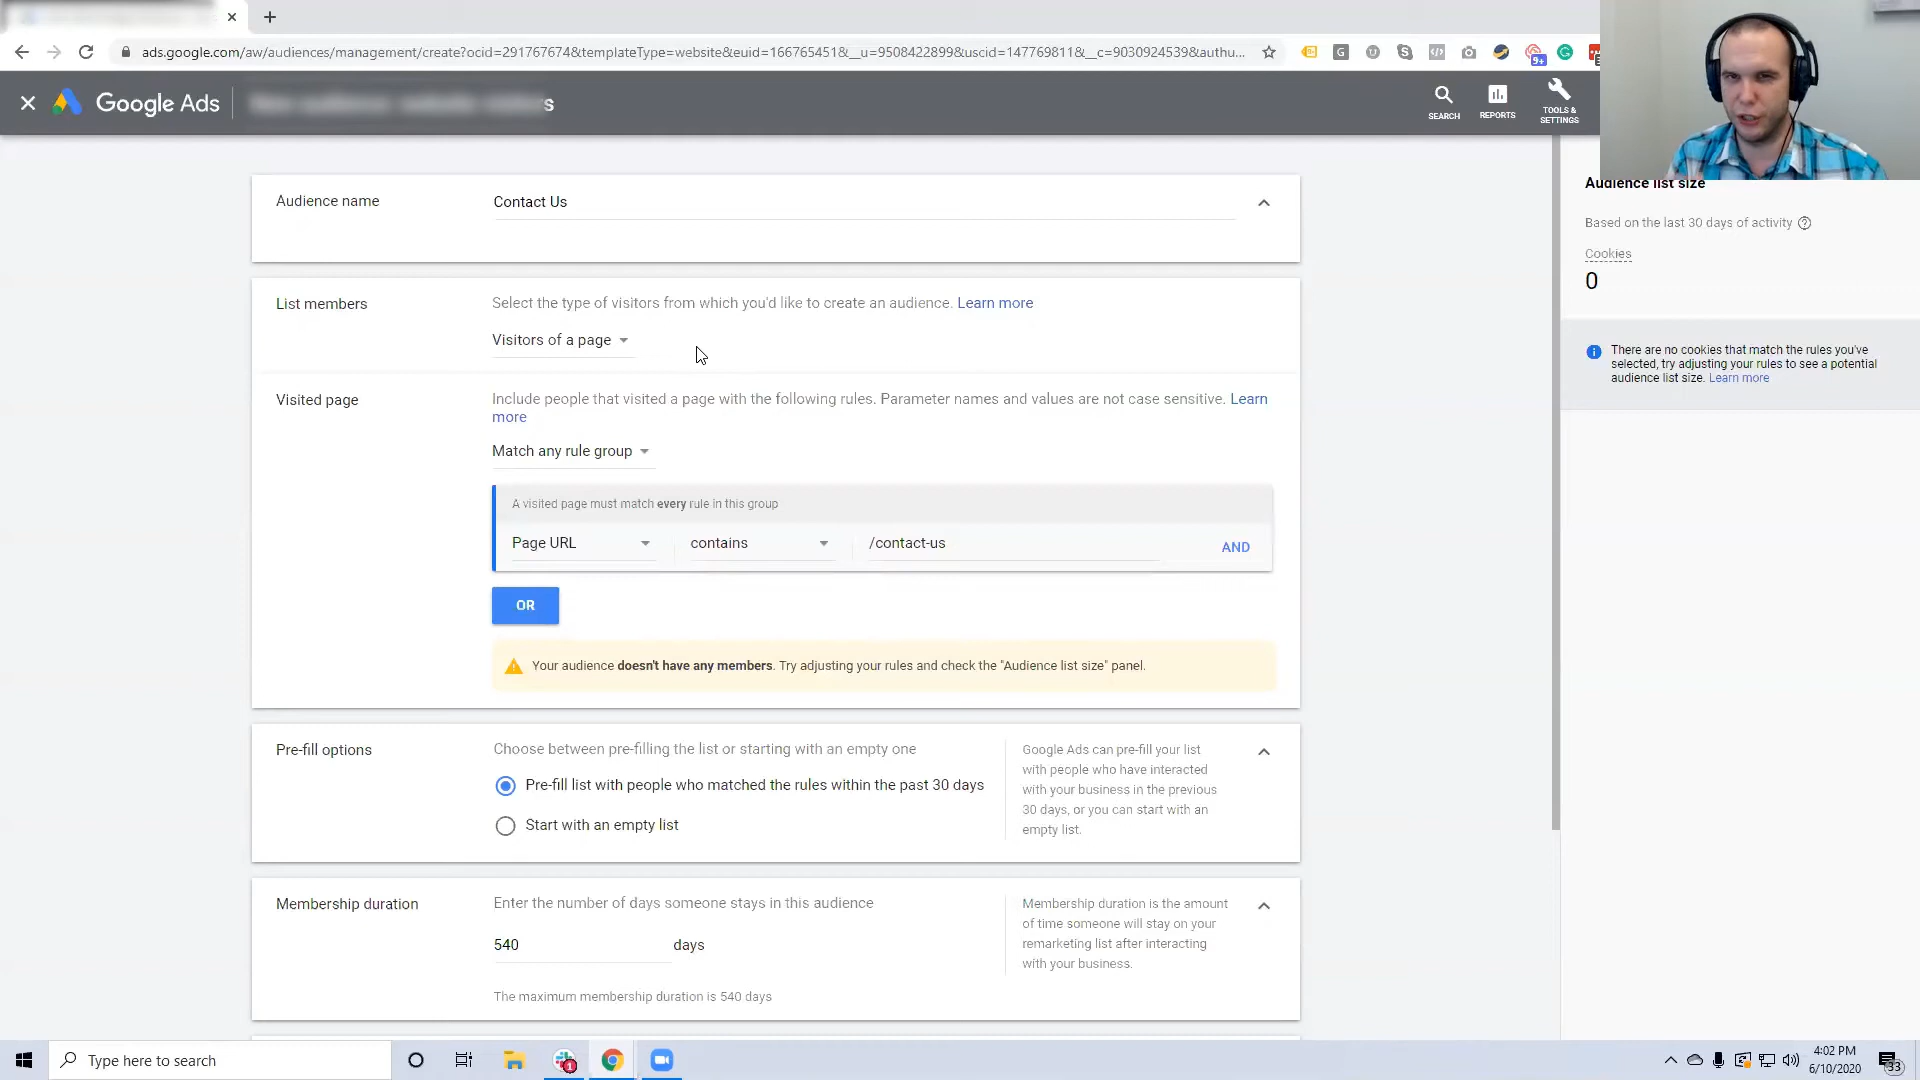 ads.google.com/aw/audiences/management/create?ocid=291767674&templateType=website&euid=166765451&__u=9508422899&uscid=147769811&__c=9030924539&authu...
G
9+
Google Ads
SEARCH
REPORTS
TOOLS &
SETTINGS
Audience name
Contact Us
List members
Select the type of visitors from which you'd like to create an audience. Learn more
Visitors of a page
Visited page
Include people that visited a page with the following rules. Parameter names and values are not case sensitive. Learn
more
Match any rule group
A visited page must match every rule in this group
Page URL
contains
/contact-us
AND
OR
Your audience doesn't have any members. Try adjusting your rules and check the "Audience list size" panel.
Pre-fill options
Choose between pre-filling the list or starting with an empty one
Pre-fill list with people who matched the rules within the past 30 days
Start with an empty list
Google Ads can pre-fill your list
with people who have interacted
with your business in the previous
30 days, or you can start with an
empty list.
Membership duration
Enter the number of days someone stays in this audience
540
days
The maximum membership duration is 540 days
Membership duration is the amount
of time someone will stay on your
remarketing list after interacting
with your business.
Audience list size
Based on the last 30 days of activity
Cookies
0
There are no cookies that match the rules you've
selected, try adjusting your rules to see a potential
audience list size. Learn more
Type here to search
1
4:02 PM
6/10/2020
33